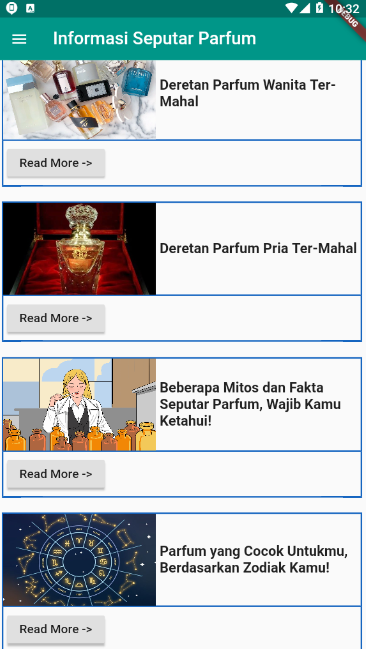 10:32
DEBUG
Informasi Seputar Parfum
Deretan Parfum Wanita Ter-
Mahal
Read More ->
Deretan Parfum Pria Ter-Mahal
Read More ->
Beberapa Mitos dan Fakta
Seputar Parfum, Wajib Kamu
Ketahui!
Read More ->
Parfum yang Cocok Untukmu,
Berdasarkan Zodiak Kamu!
Read More ->